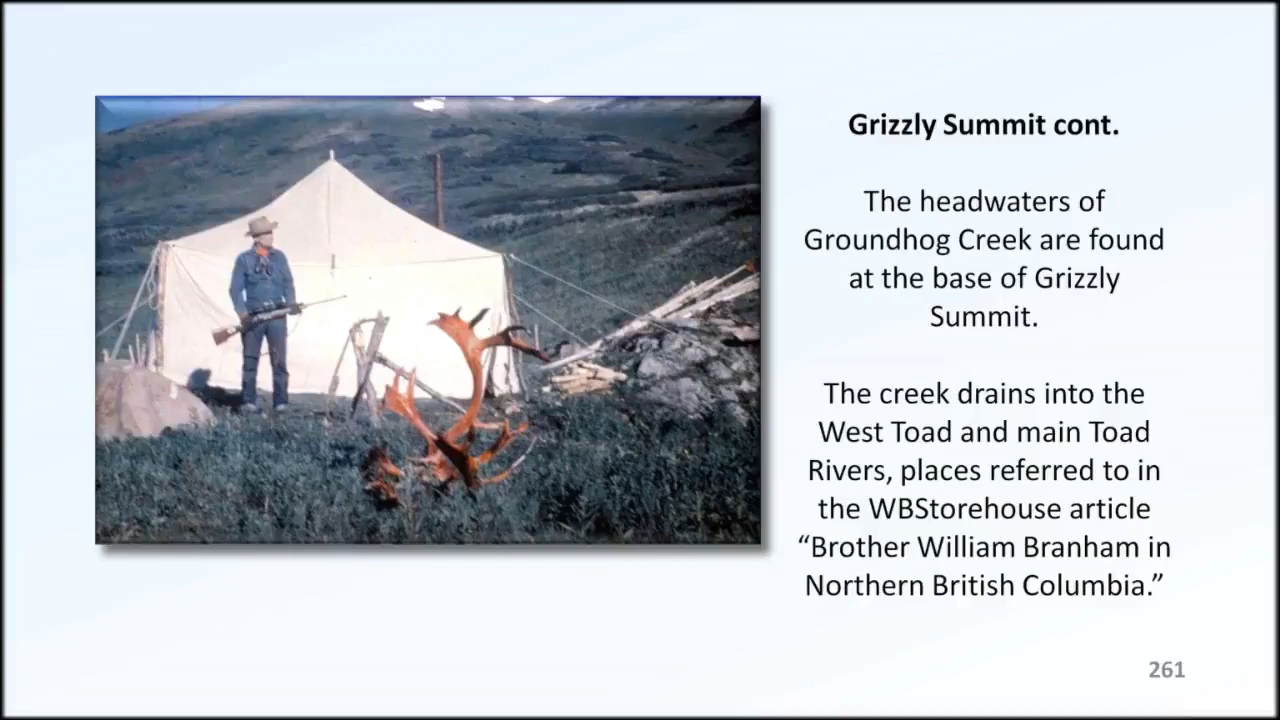 Grizzly Summit cont.
The headwaters of
Groundhog Creek are found
at the base of Grizzly
Summit.
The creek drains into the
West Toad and main Toad
Rivers, places referred to in
the WBStorehouse article
“Brother William Branham in
Northern British Columbia.”
261